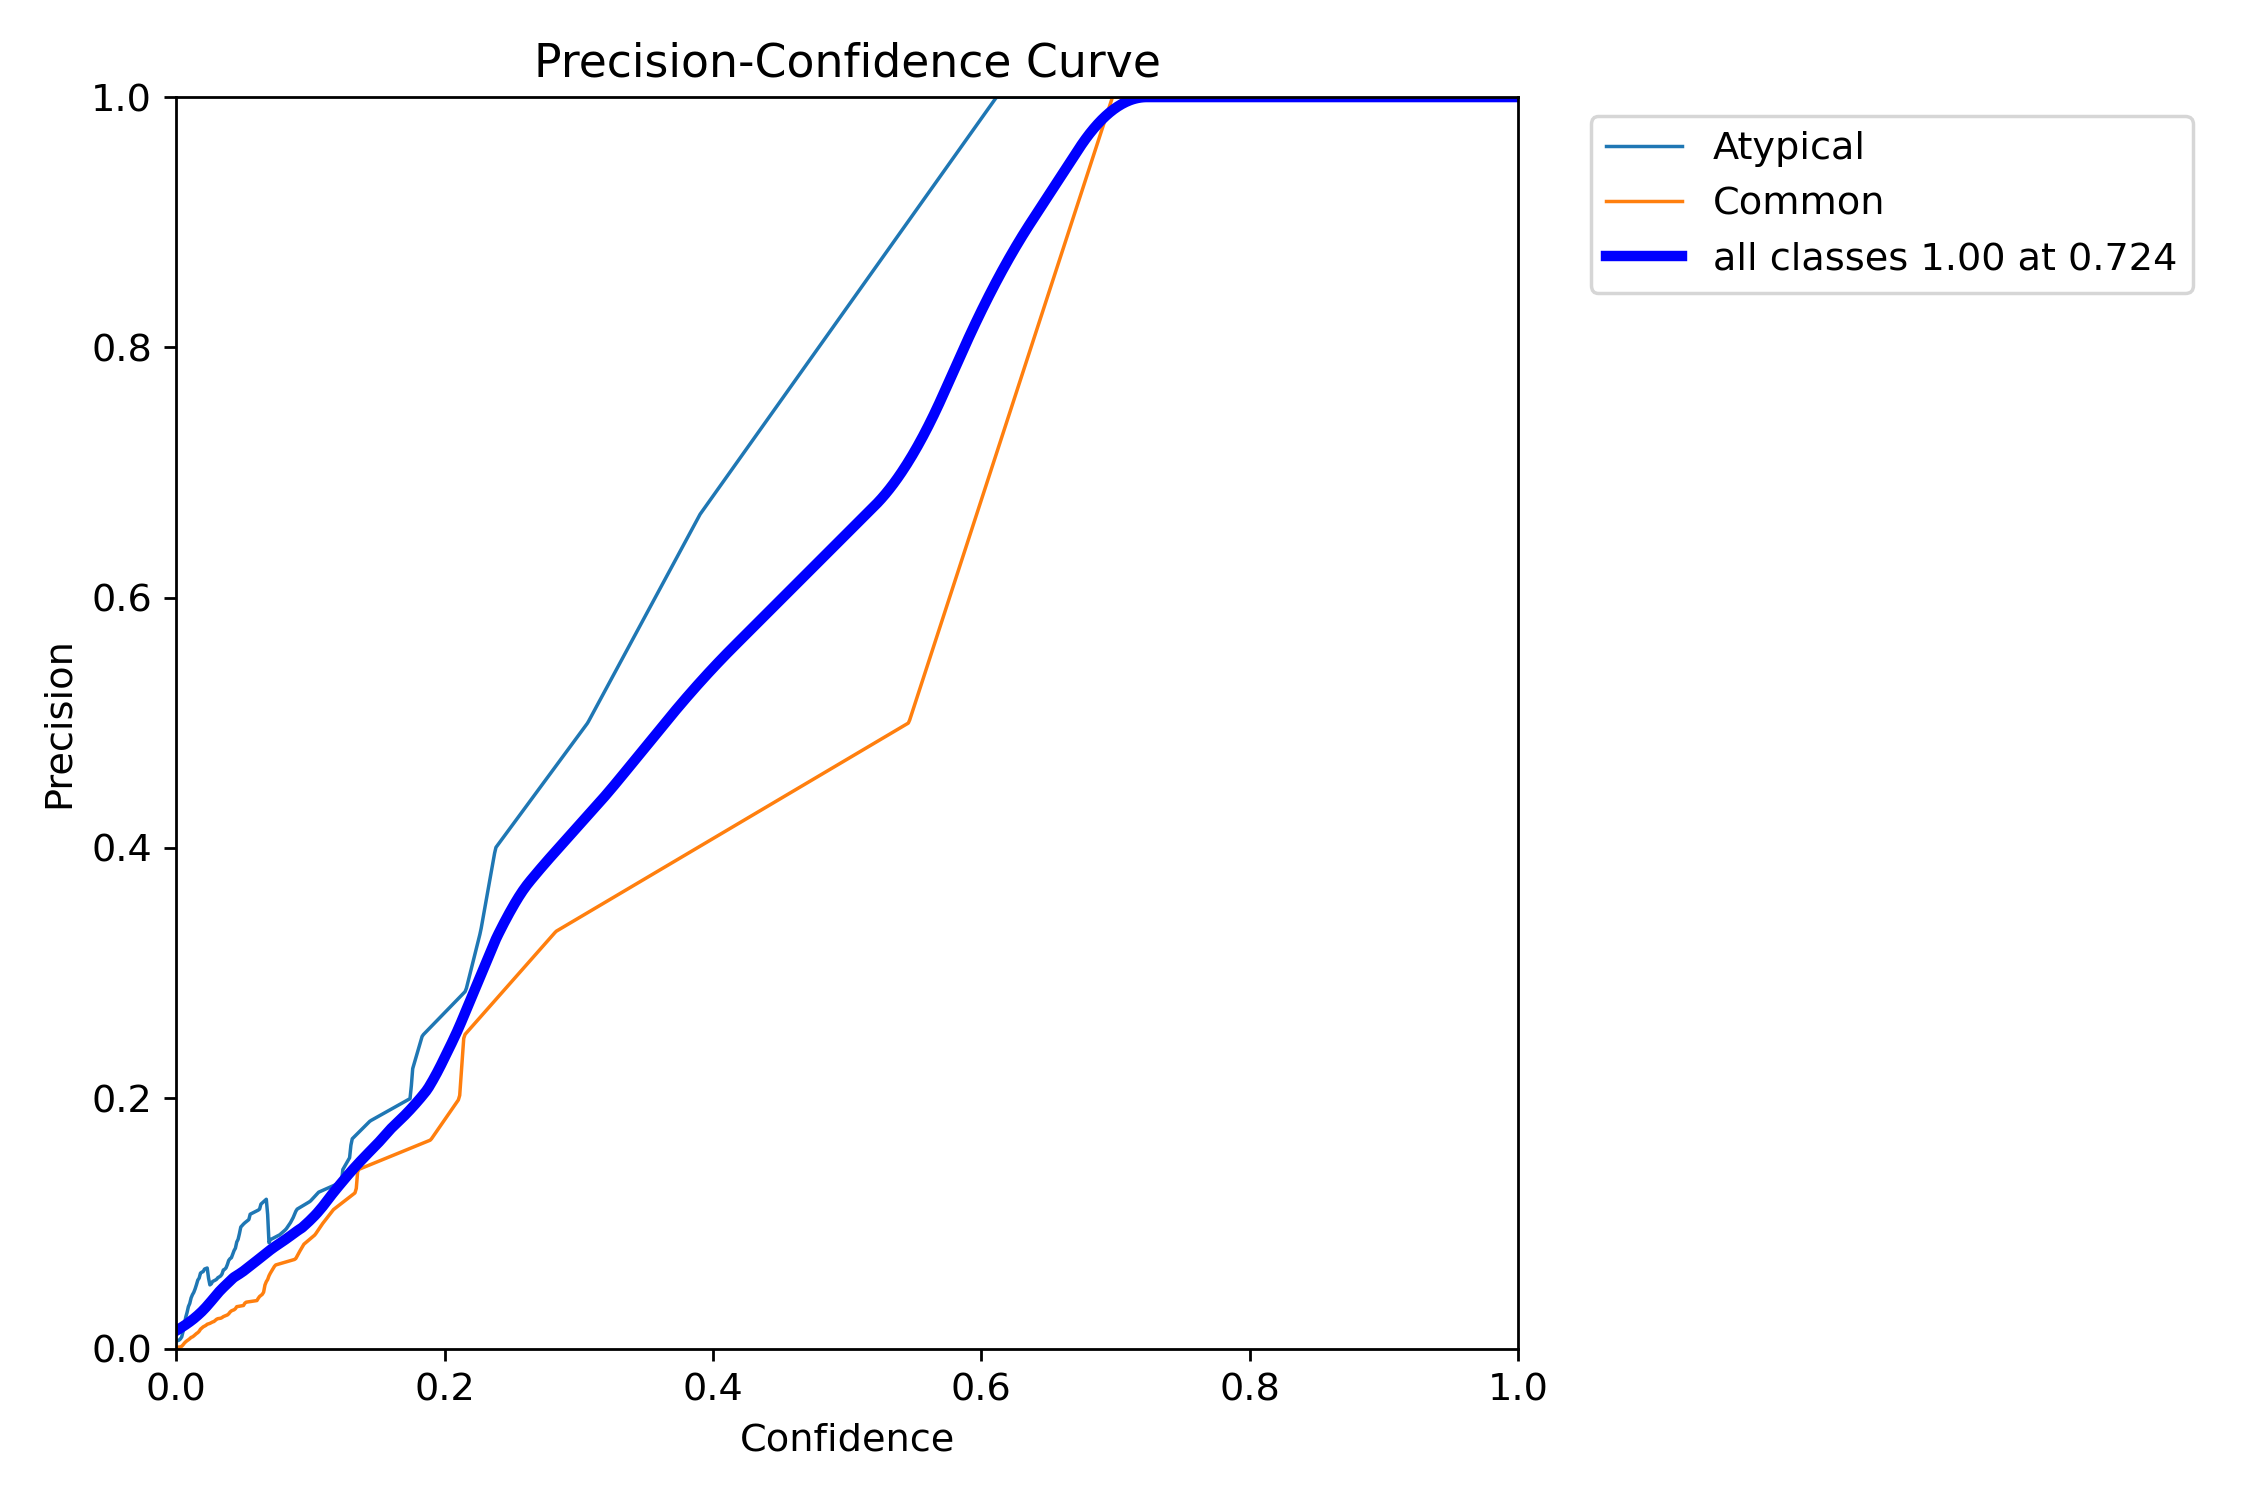 Precision-Confidence Curve
1.0
0.8
0.6
0.4
0.2
0.0
Precision
0.0 0.2 0.4 0.6 0.8 1.0
Confidence
Atypical
Common
all classes 1.00 at 0.724